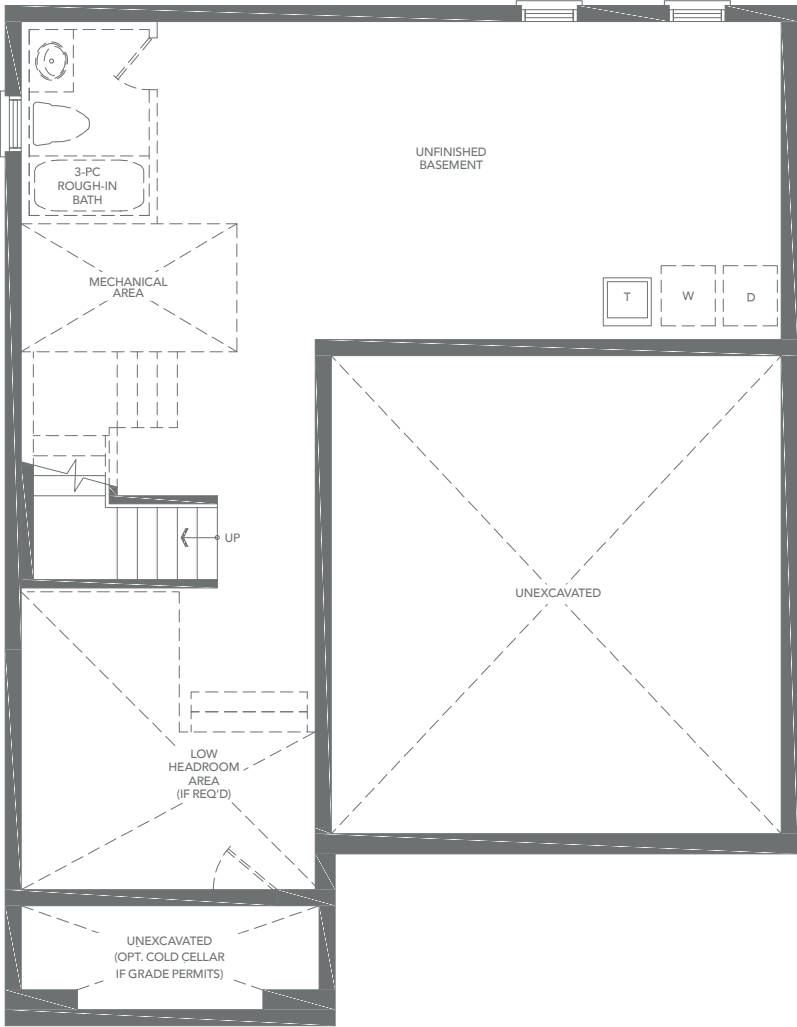 UNFINISHED
BASEMENT
3-PC
ROUGH-IN
BATH
MECHANICAL
AREA
T
W
D
UP
UNEXCAVATED
LOW
HEADROOM
AREA
(IF REQ'D)
UNEXCAVATED
(OPT. COLD CELLAR
IF GRADE PERMITS)